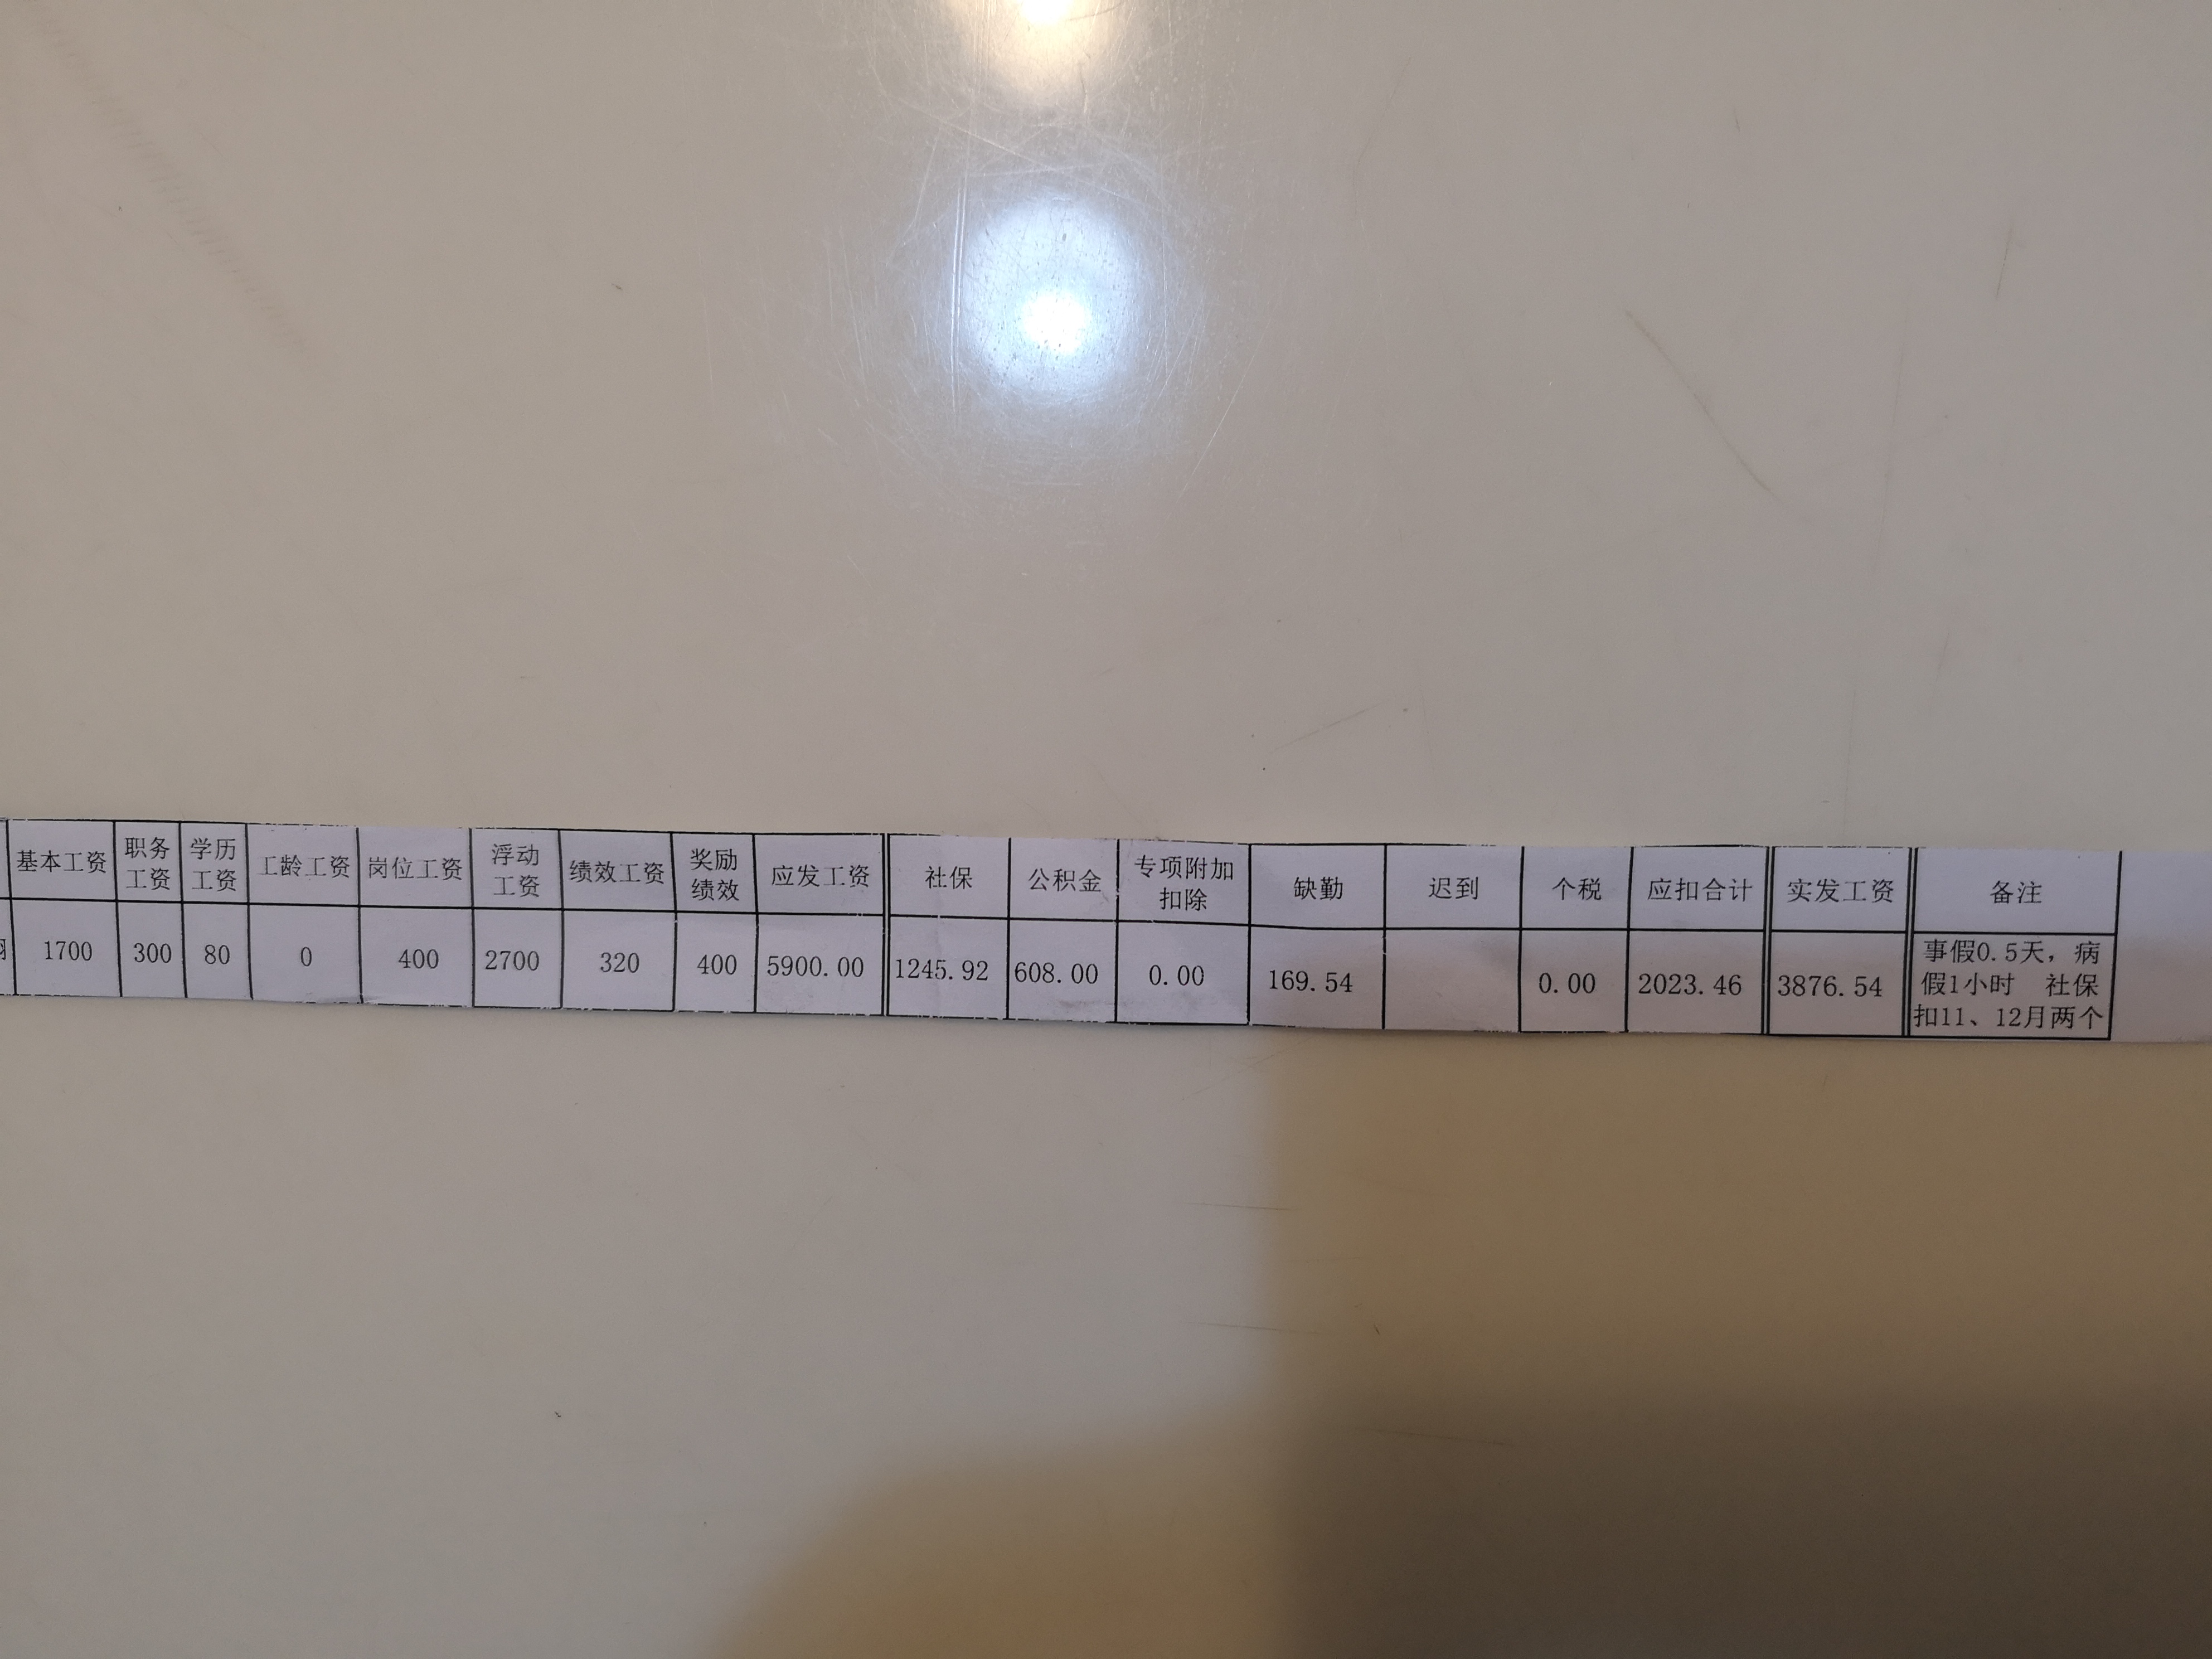 基本工资 职务工资 学历工资 工龄工资 岗位工资 浮动工资 绩效工资 奖励绩效 应发工资 社保 公积金 专项附加扣除 缺勤 迟到 个税 应扣合计 实发工资 备注
1700 300 80 0 400 2700 320 400 5900.00 1245.92 608.00 0.00 169.54 0.00 2023.46 3876.54 事假0.5天，病
假1小时 社保
扣11、12月两个